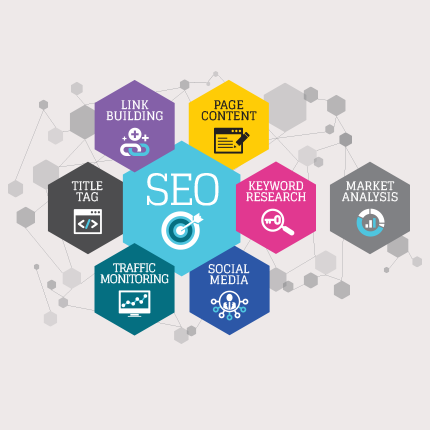 LINK
BUILDING
PAGE
CONTENT
SEO
TITLE
TAG
KEYWORD
RESEARCH
MARKET
ANALYSIS
TRAFFIC
MONITORING
SOCIAL
MEDIA